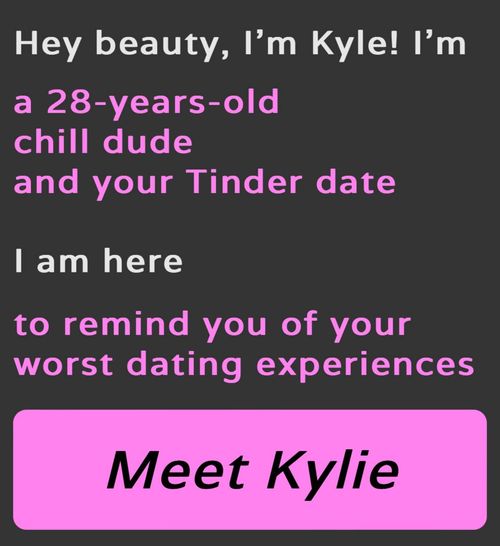 Hey beauty, I’m Kyle! I’m
a 28-years-old
chill dude
and your Tinder date
I am here
to remind you of your
worst dating experiences
Meet Kylie